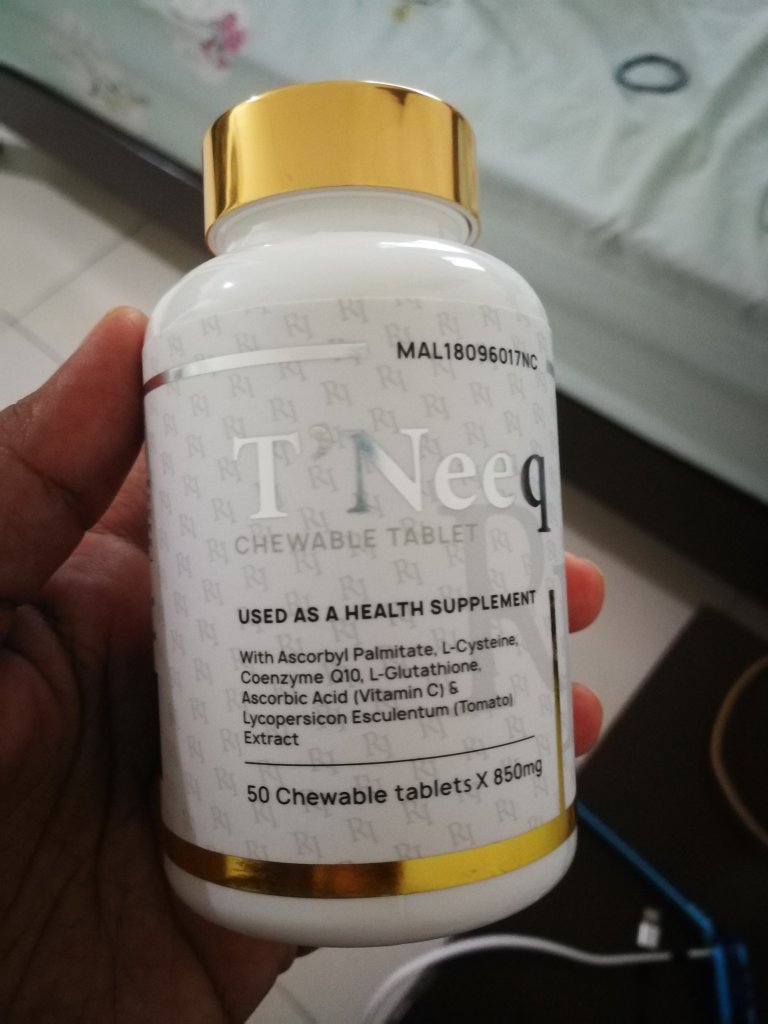 MAL18096017NC
T'Neeq
CHEWABLE TABLET
USED AS A HEALTH SUPPLEMENT
With Ascorbyl Palmitate, L-Cysteine,
Coenzyme Q10, L-Glutathione,
Ascorbic Acid (Vitamin C) &
Lycopersicon Esculentum (Tomato)
Extract
50 Chewable tablets X 850mg